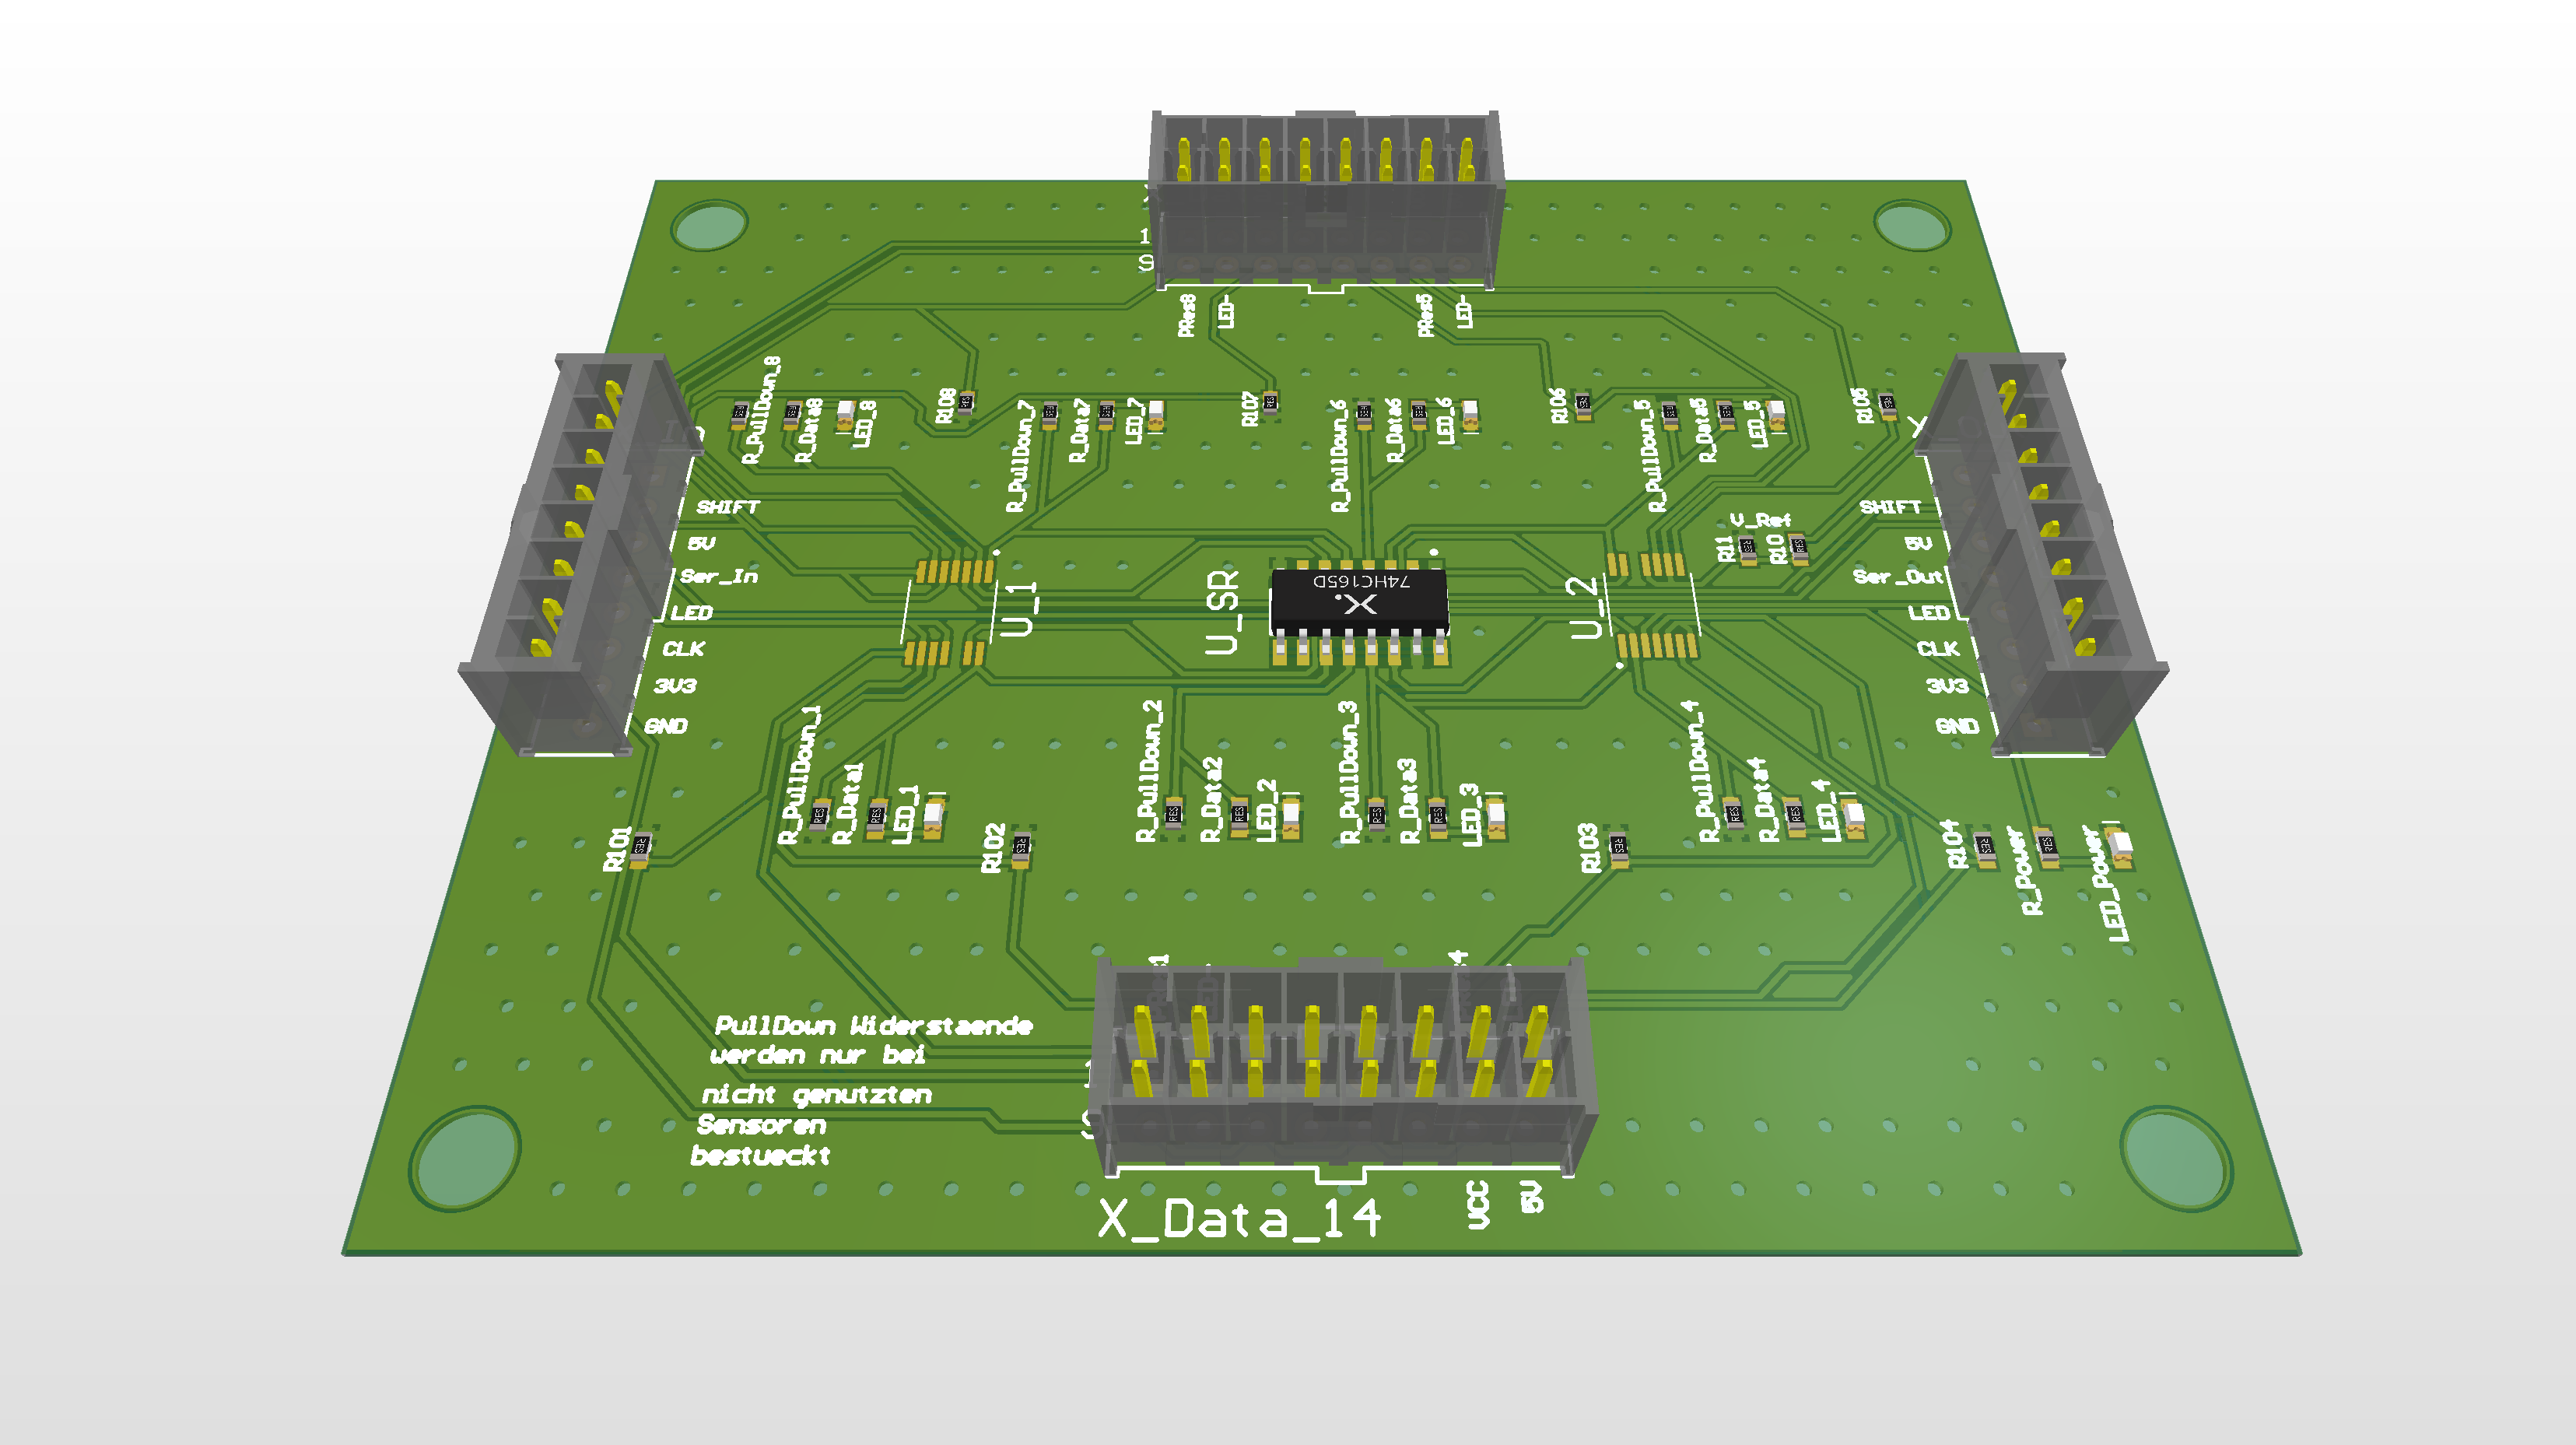 PRes8
LED-
PRes5
LED-
R_PullDown_8
R_Data8
LED_8
R108
R_PullDown_7
R_Data7
LED_7
R107
R_PullDown_6
R_Data6
LED_6
R106
R_PullDown_5
R_Data5
LED_5
R105
SHIFT
5V
Ser_In
LED
CLK
3V3
GND
U_1
U_SR
74HC165D
U_2
V_Ref
R11
R10
SHIFT
5V
Ser_Out
LED
CLK
3V3
GND
R101
R_PullDown_1
R_Data1
LED_1
R102
R_PullDown_2
R_Data2
LED_2
R_PullDown_3
R_Data3
LED_3
R103
R_PullDown_4
R_Data4
LED_4
R104
R_Power
LED_Power
PullDown Widerstaende
werden nur bei
nicht genutzten
Sensoren
bestueckt
X_Data_14
VCC
5V